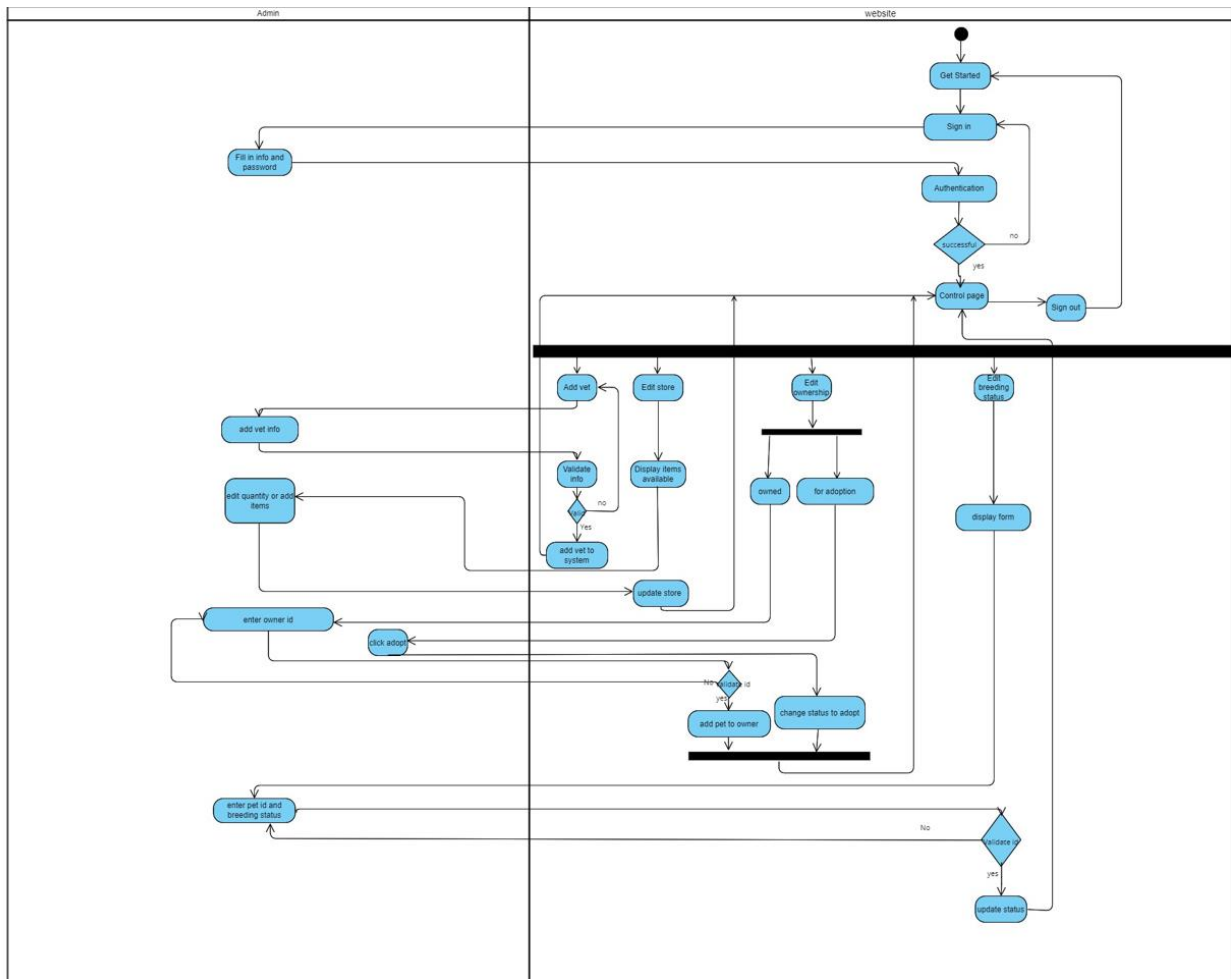 Admin
website
Get Started
Sign in
Fill in info and
password
Authentication
successful
no
yes
Control page
Sign out
Add vet
Edit store
Edit
ownership
Edit
breeding
status
add vet info
Validate
info
Display items
available
owned
for adoption
edit quantity or add
items
no
Valid
Yes
display form
add vet to
system
update store
enter owner id
click adopt
No
validate id
yes
add pet to owner
change status to adopt
enter pet id and
breeding status
No
Validate id
yes
update status